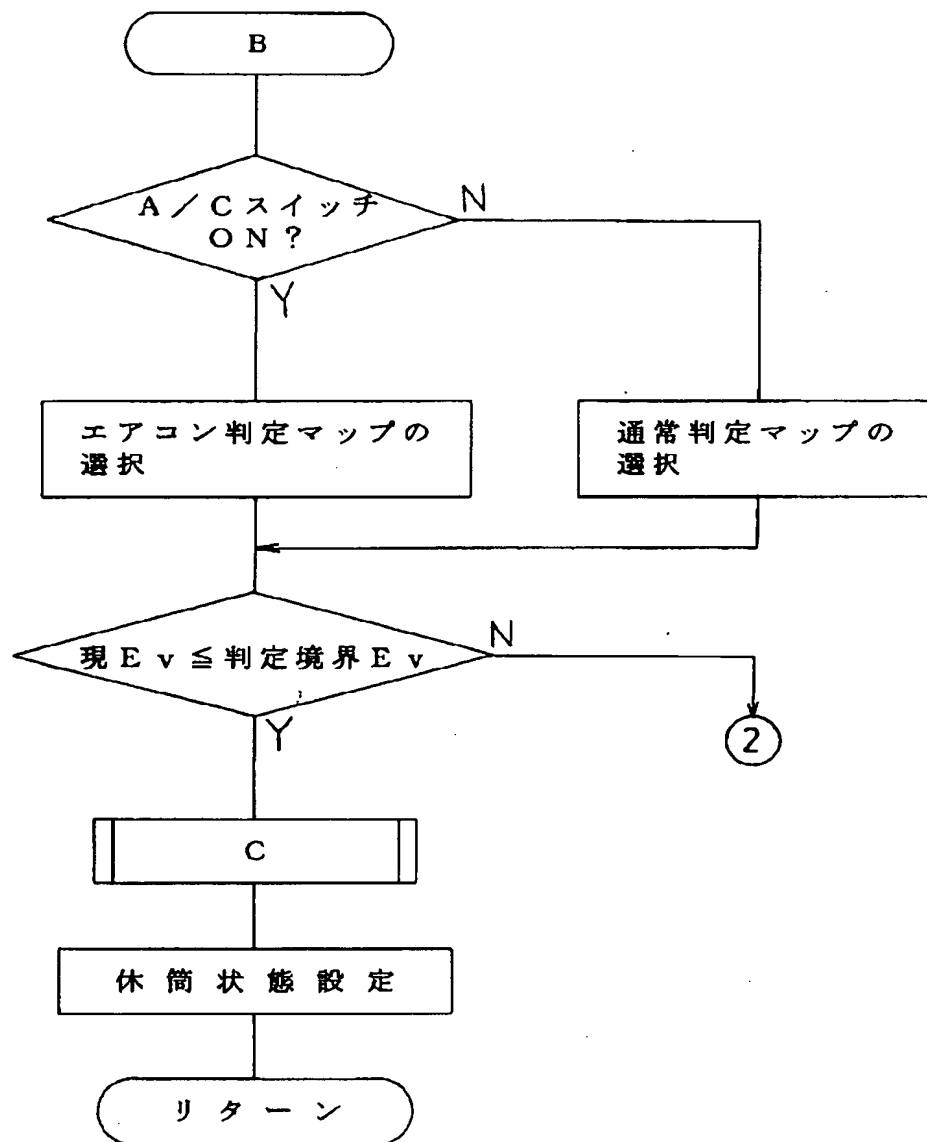 B
A/Cスイッチ
ON?
N
Y
エアコン判定マップの
選択
通常判定マップの
選択
現Ev≦判定境界Ev
N
Y
2
C
休筒状態設定
リターン